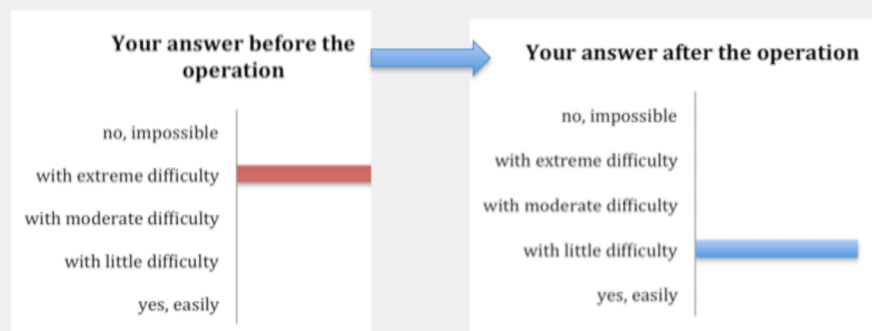 Your answer before the
operation
no, impossible
with extreme difficulty
with moderate difficulty
with little difficulty
yes, easily
Your answer after the operation
no, impossible
with extreme difficulty
with moderate difficulty
with little difficulty
yes, easily